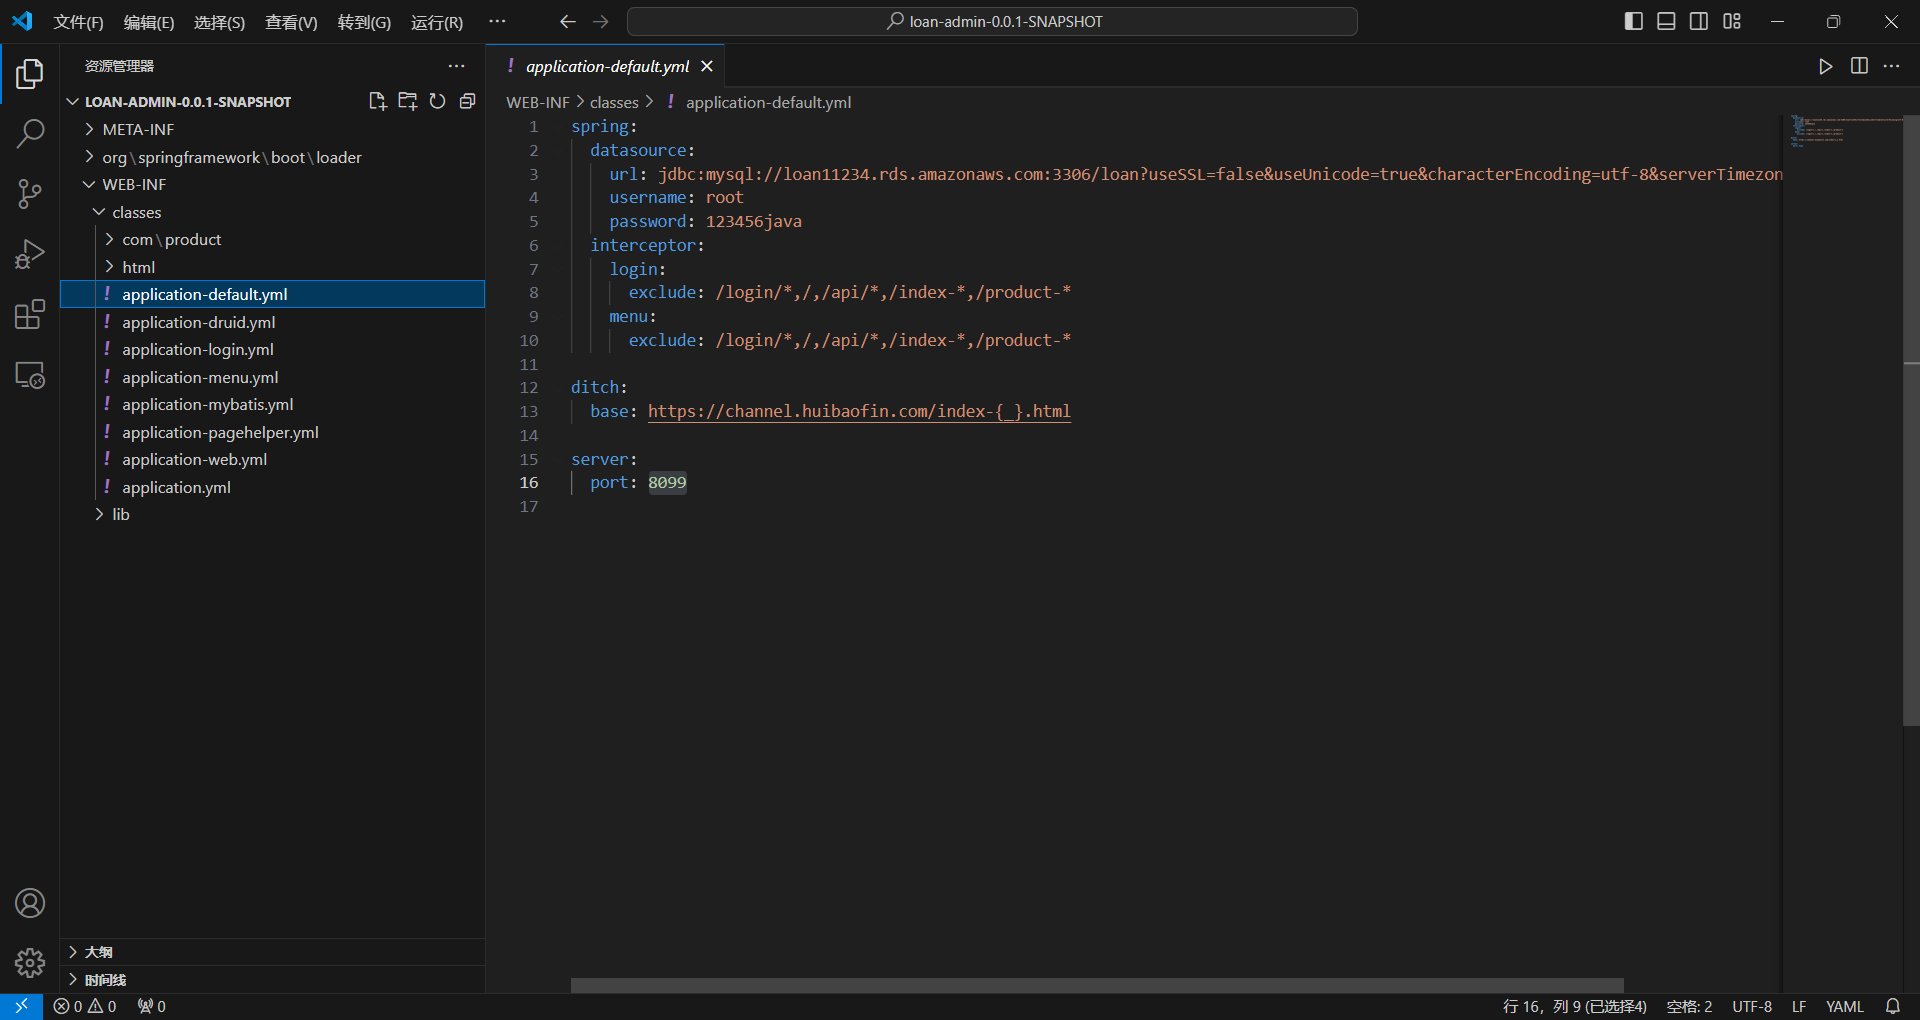 文件(F) 编辑(E) 选择(S) 查看(V) 转到(G) 运行(R) ··· loan-admin-0.0.1-SNAPSHOT
资源管理器
LOAN-ADMIN-0.0.1-SNAPSHOT
META-INF
org\springframework\boot\loader
WEB-INF
classes
com\product
html
! application-default.yml
! application-druid.yml
! application-login.yml
! application-menu.yml
! application-mybatis.yml
! application-pagehelper.yml
! application-web.yml
! application.yml
lib
大纲
时间线
! application-default.yml
WEB-INF > classes > ! application-default.yml
1 spring:
2 datasource:
3 url: jdbc:mysql://loan11234.rds.amazonaws.com:3306/loan?useSSL=false&useUnicode=true&characterEncoding=utf-8&serverTimezon
4 username: root
5 password: 123456java
6 interceptor:
7 login:
8 exclude: /login/*,/,/api/*,/index-*,/product-*
9 menu:
10 exclude: /login/*,/,/api/*,/index-*,/product-*
11
12 ditch:
13 base: https://channel.huibaofin.com/index-{_}.html
14
15 server:
16 port: 8099
17
0 0 0 行 16，列 9 (已选择4) 空格: 2 UTF-8 LF YAML